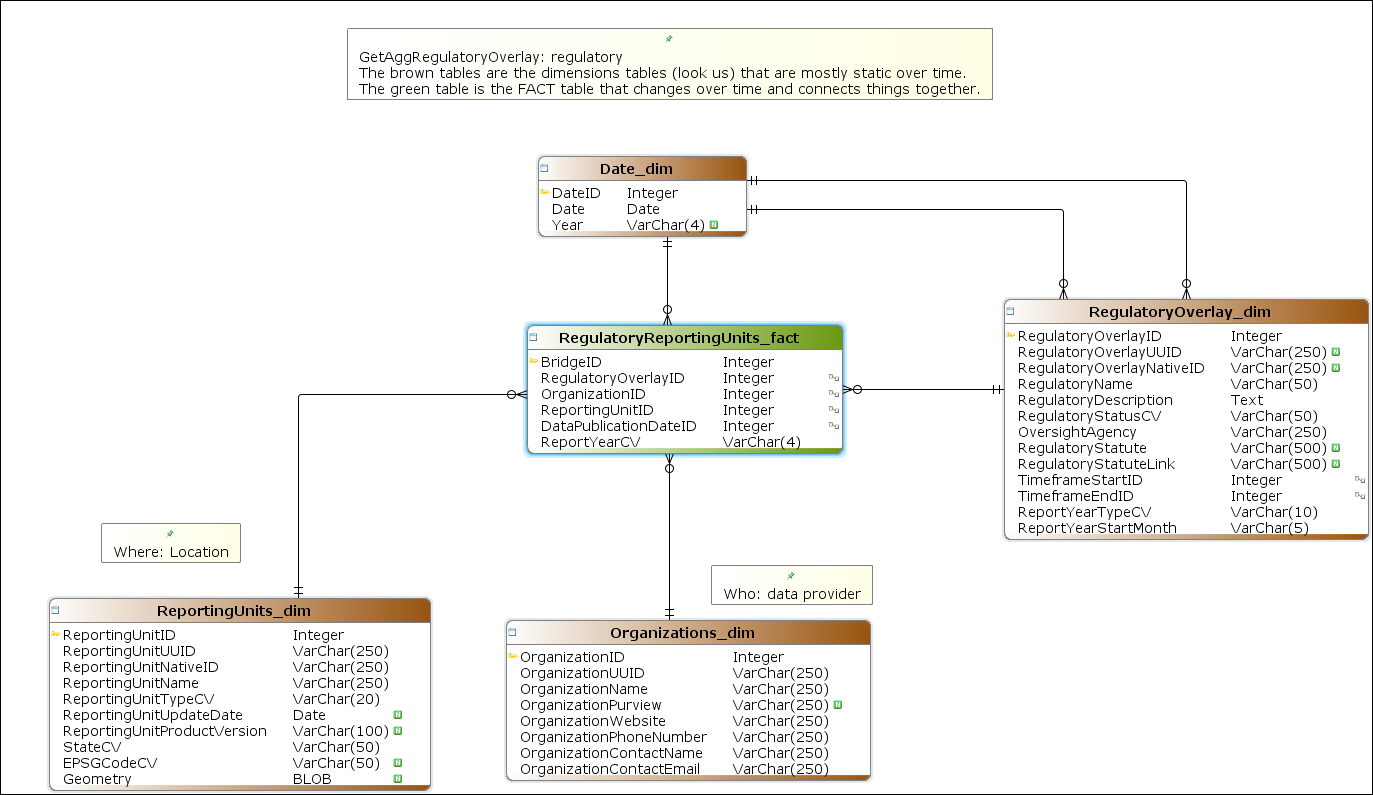 GetAggRegulatoryOverlay: regulatory
The brown tables are the dimensions tables (look us) that are mostly static over time.
The green table is the FACT table that changes over time and connects things together.
Date_dim
DateID Integer
Date Date
Year VarChar(4) N
RegulatoryReportingUnits_fact
BridgeID Integer
RegulatoryOverlayID Integer
OrganizationID Integer
ReportingUnitID Integer
DataPublicationDateID Integer
ReportYearCV VarChar(4)
RegulatoryOverlay_dim
RegulatoryOverlayID Integer
RegulatoryOverlayUUID VarChar(250) N
RegulatoryOverlayNativeID VarChar(250) N
RegulatoryName VarChar(50)
RegulatoryDescription Text
RegulatoryStatusCV VarChar(50)
OversightAgency VarChar(250)
RegulatoryStatute VarChar(500) N
RegulatoryStatuteLink VarChar(500) N
TimeframeStartID Integer
TimeframeEndID Integer
ReportYearTypeCV VarChar(10)
ReportYearStartMonth VarChar(5)
Where: Location
Who: data provider
ReportingUnits_dim
ReportingUnitID Integer
ReportingUnitUUID VarChar(250)
ReportingUnitNativeID VarChar(250)
ReportingUnitName VarChar(250)
ReportingUnitTypeCV VarChar(20)
ReportingUnitUpdateDate Date N
ReportingUnitProductVersion VarChar(100) N
StateCV VarChar(50)
EPSGCodeCV VarChar(50) N
Geometry BLOB N
Organizations_dim
OrganizationID Integer
OrganizationUUID VarChar(250)
OrganizationName VarChar(250)
OrganizationPurview VarChar(250) N
OrganizationWebsite VarChar(250)
OrganizationPhoneNumber VarChar(250)
OrganizationContactName VarChar(250)
OrganizationContactEmail VarChar(250)